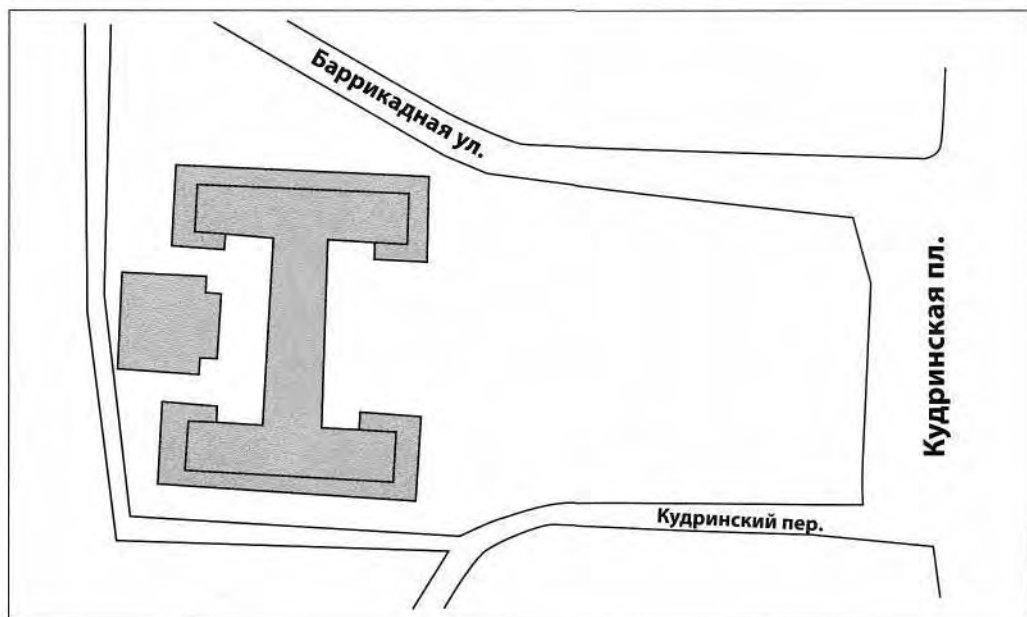 Баррикадная ул.
Кудринская пл.
Кудринский пер.